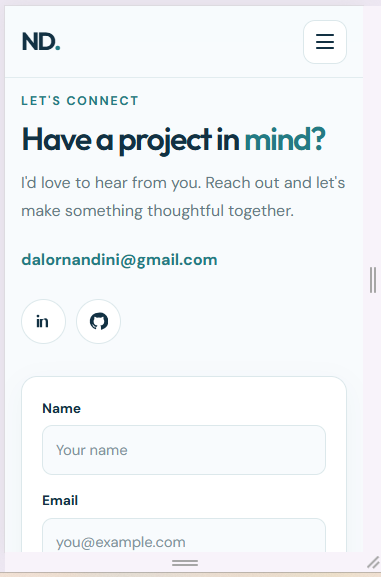 ND.
LET'S CONNECT
Have a project in mind?
I'd love to hear from you. Reach out and let's
make something thoughtful together.
dalornandini@gmail.com
in
Name
Your name
Email
you@example.com